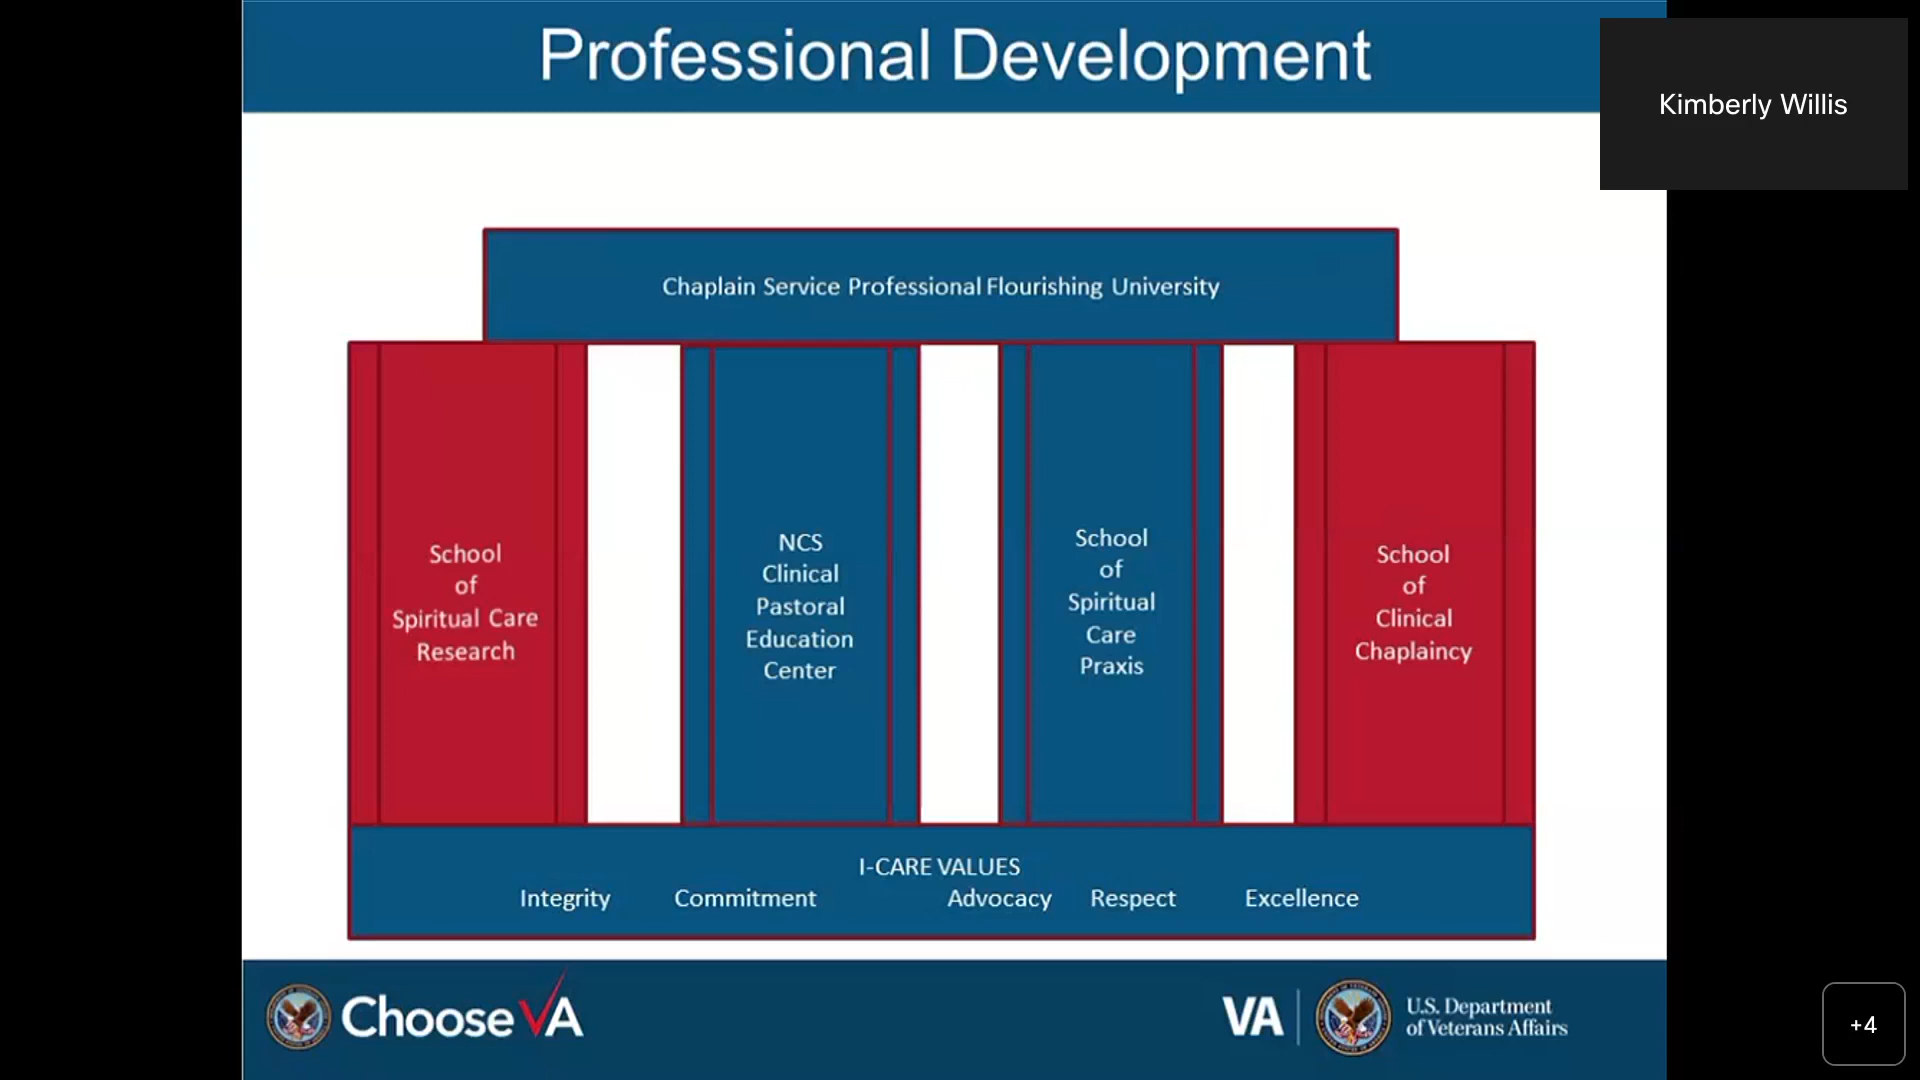 Professional Development
Kimberly Willis
Chaplain Service Professional Flourishing University
School
of
Spiritual Care
Research
NCS
Clinical
Pastoral
Education
Center
School
of
Spiritual
Care
Praxis
School
of
Clinical
Chaplaincy
I-CARE VALUES
Integrity Commitment Advocacy Respect Excellence
Choose VA
VA
U.S. Department
of Veterans Affairs
+4